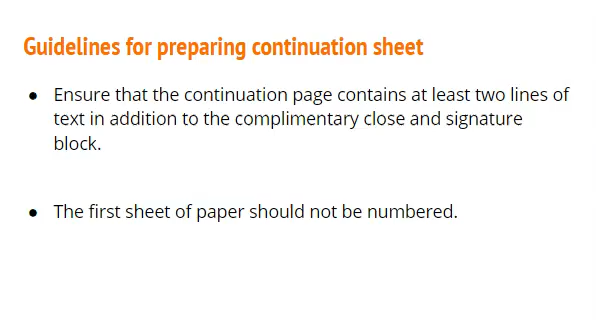 Guidelines for preparing continuation sheet
● Ensure that the continuation page contains at least two lines of
text in addition to the complimentary close and signature
block.
● The first sheet of paper should not be numbered.